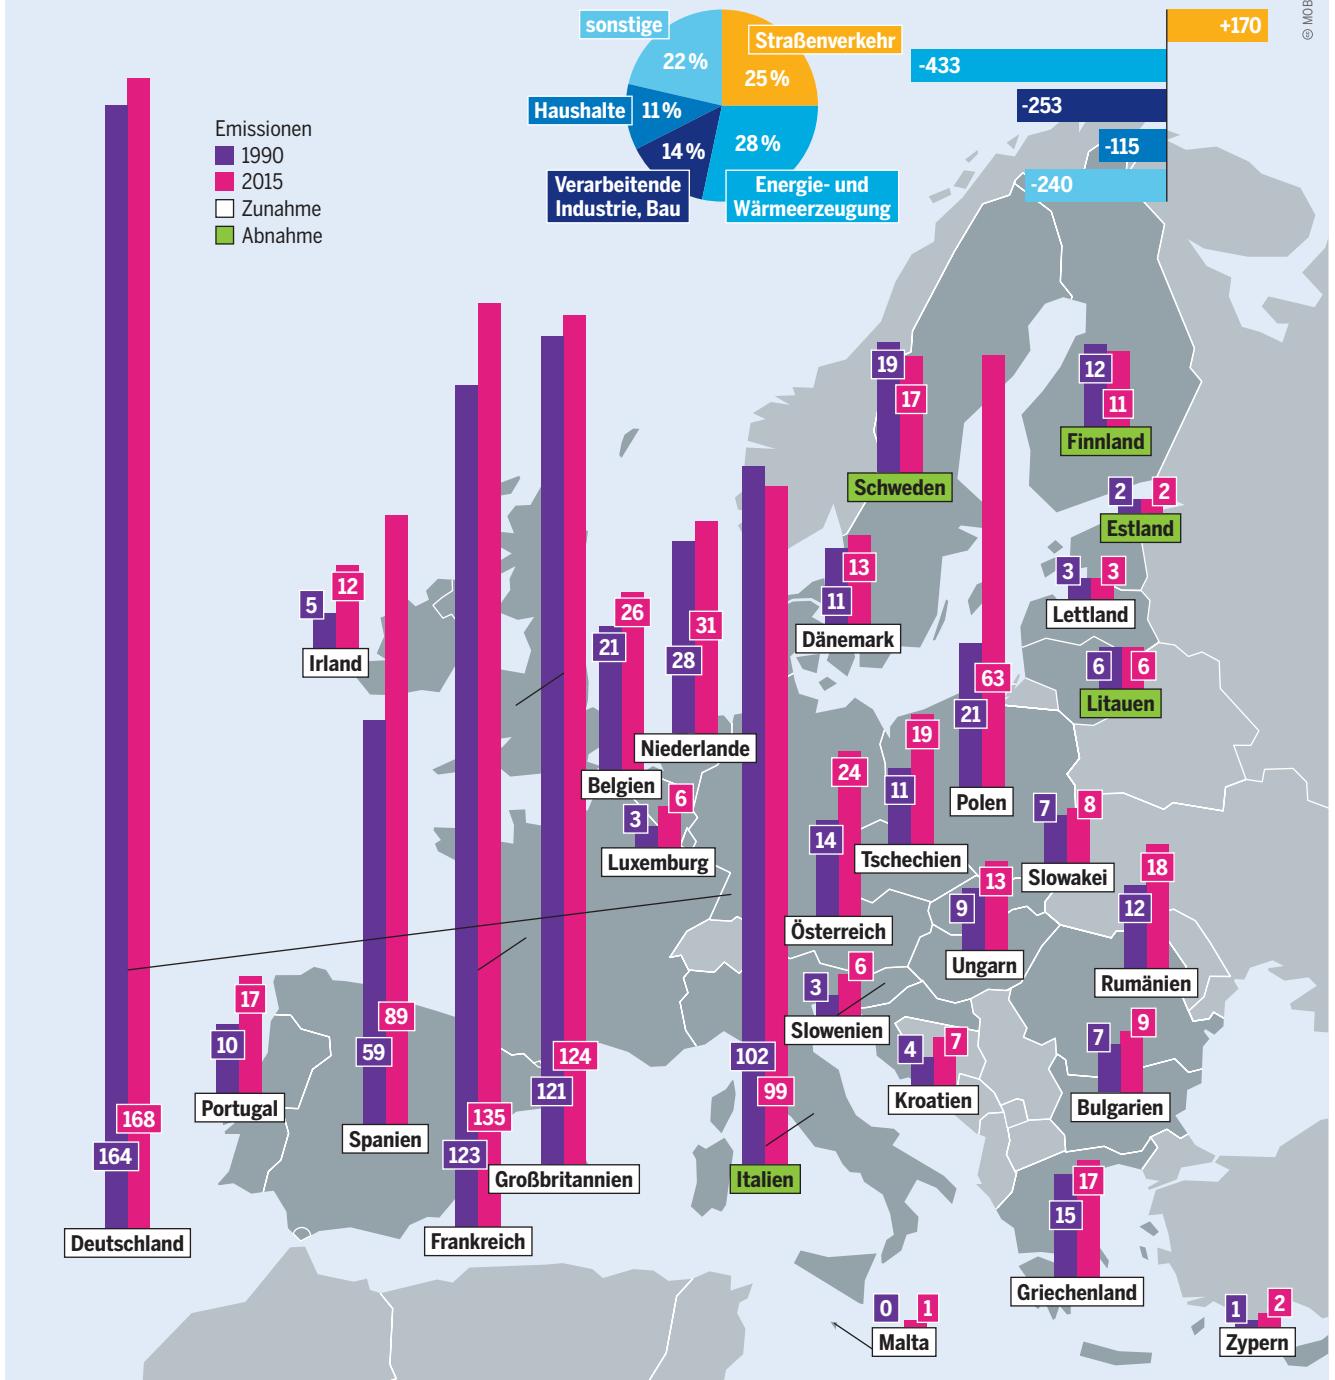 © MOB
sonstige
22 %
Straßenverkehr
25 %
Haushalte
11 %
14 %
28 %
Verarbeitende
Industrie, Bau
Energie- und
Wärmeerzeugung
+170
-433
-253
-115
-240
Emissionen
1990
2015
Zunahme
Abnahme
19
17
Schweden
12
11
Finnland
2 2
Estland
3 3
Lettland
6 6
Litauen
11
13
Dänemark
5
12
Irland
21
26
Belgien
28
31
Niederlande
3
6
Luxemburg
21
63
Polen
11
19
Tschechien
14
24
Österreich
7
8
Slowakei
9
13
Ungarn
12
18
Rumänien
3
6
Slowenien
4
7
Kroatien
7
9
Bulgarien
10
17
Portugal
59
89
Spanien
164
168
Deutschland
123
135
Frankreich
121
124
Großbritannien
102
99
Italien
15
17
Griechenland
0 1
Malta
1 2
Zypern